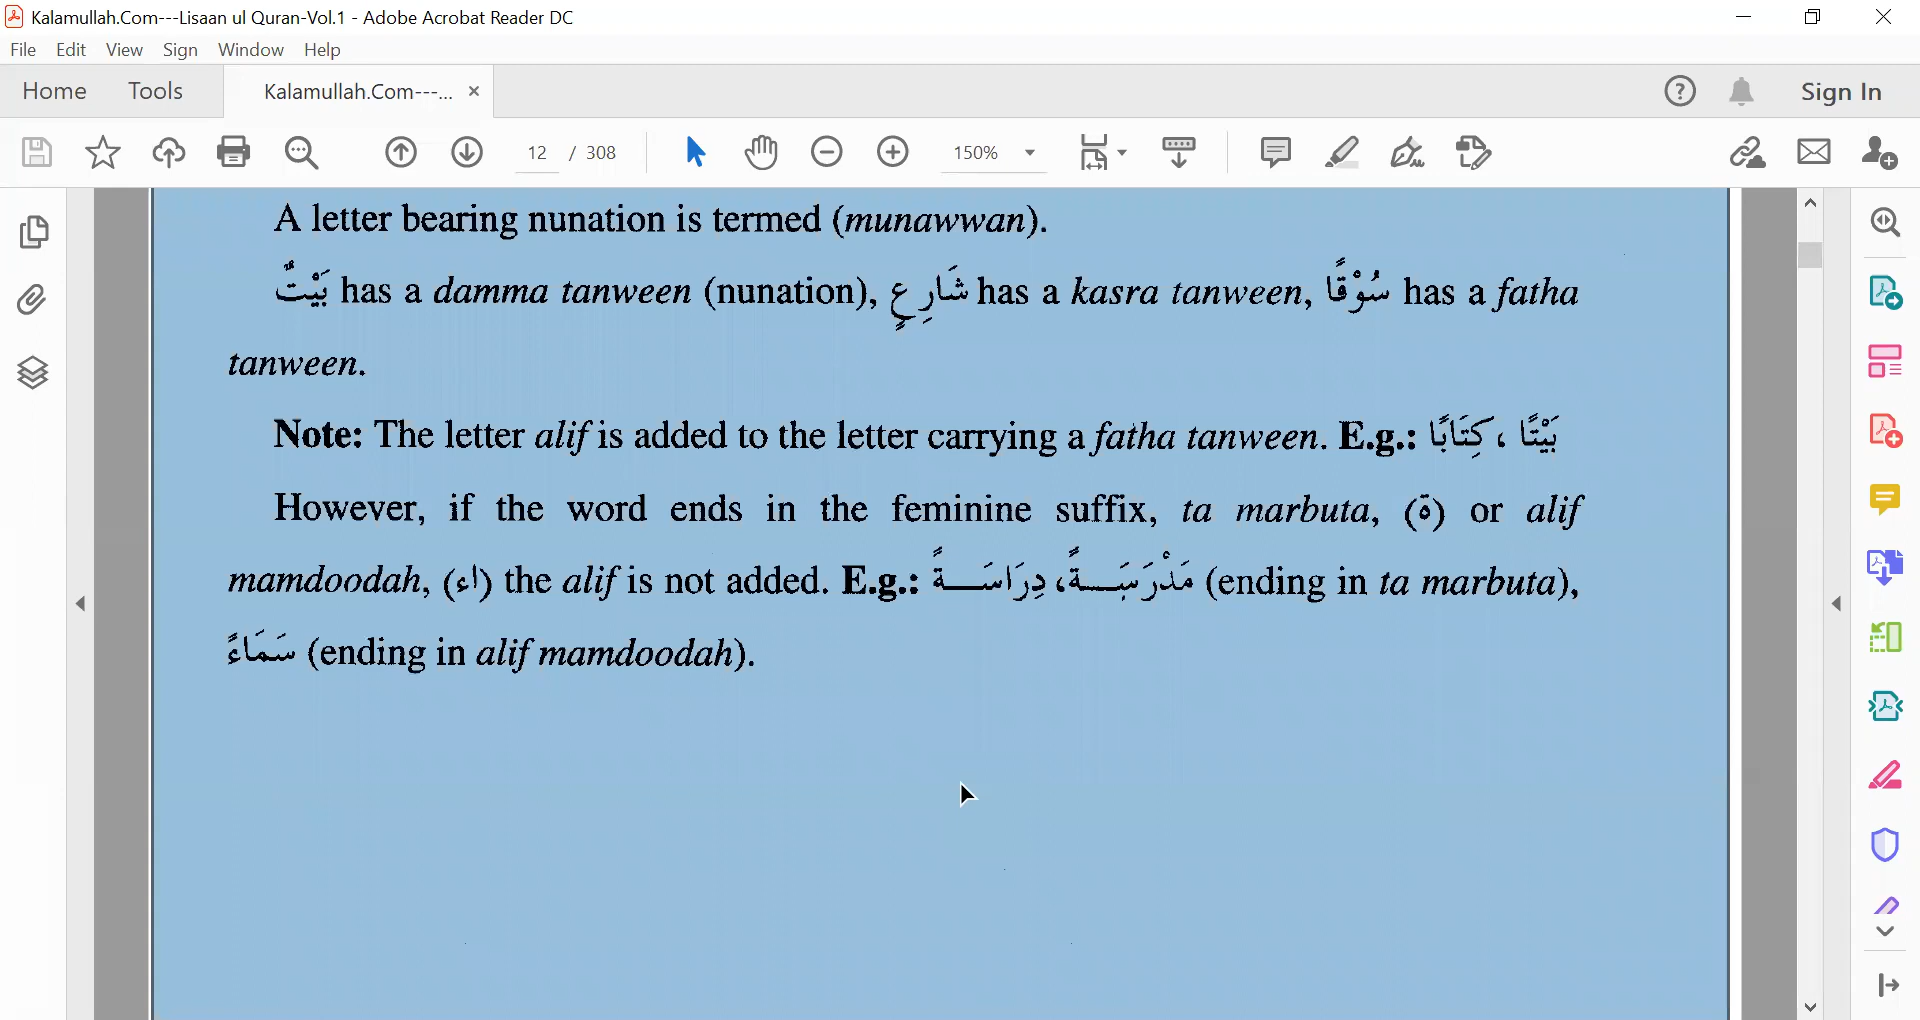 Kalamullah.Com---Lisaan ul Quran-Vol.1 - Adobe Acrobat Reader DC
File Edit View Sign Window Help
Home Tools Kalamullah.Com---... × Sign In
12 / 308 150%
A letter bearing nunation is termed (munawwan).
بَيْتٌ has a damma tanween (nunation), شَارِعٍ has a kasra tanween, سُوْقًا has a fatha
tanween.
Note: The letter alif is added to the letter carrying a fatha tanween. E.g.: بَيْتًا ، كِتَابًا
However, if the word ends in the feminine suffix, ta marbuta, (ة) or alif
mamdoodah, (اء) the alif is not added. E.g.: مَدْرَسَةً، دِرَاسَةً (ending in ta marbuta),
سَمَاءً (ending in alif mamdoodah).